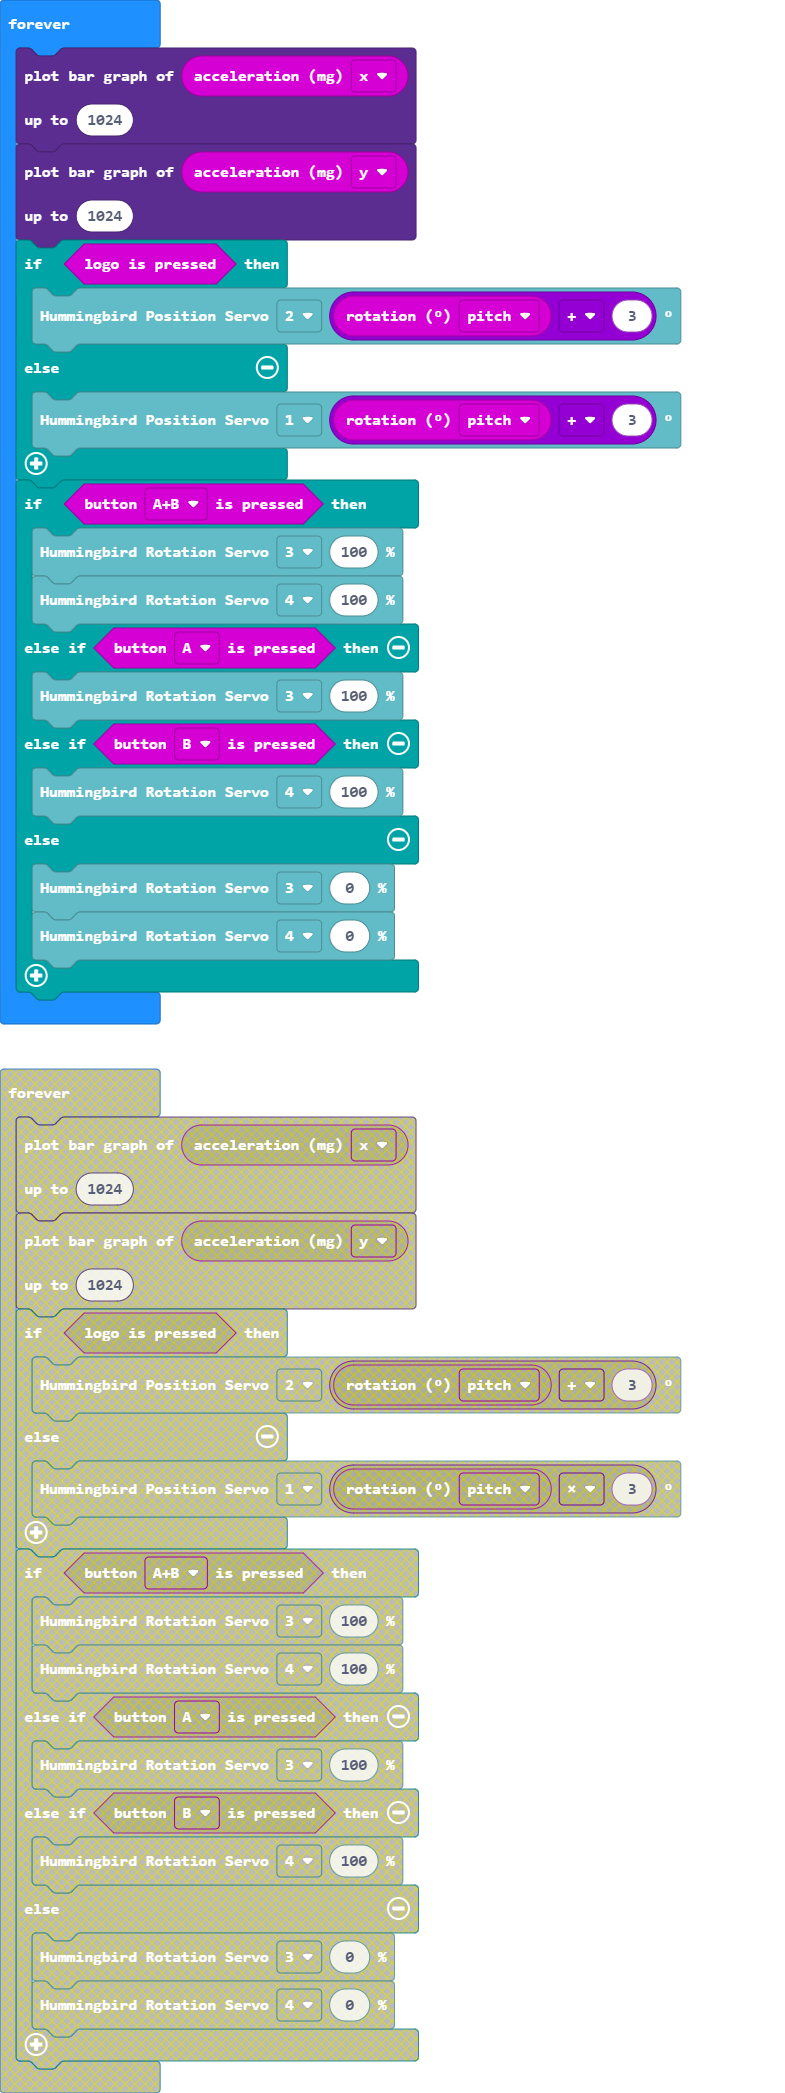 forever
plot bar graph of acceleration (mg) x
up to 1024
plot bar graph of acceleration (mg) y
up to 1024
if logo is pressed then
Hummingbird Position Servo 2 rotation (º) pitch + 3 º
else
Hummingbird Position Servo 1 rotation (º) pitch + 3 º
if button A+B is pressed then
Hummingbird Rotation Servo 3 100 %
Hummingbird Rotation Servo 4 100 %
else if button A is pressed then
Hummingbird Rotation Servo 3 100 %
else if button B is pressed then
Hummingbird Rotation Servo 4 100 %
else
Hummingbird Rotation Servo 3 0 %
Hummingbird Rotation Servo 4 0 %
forever
plot bar graph of acceleration (mg) x
up to 1024
plot bar graph of acceleration (mg) y
up to 1024
if logo is pressed then
Hummingbird Position Servo 2 rotation (º) pitch + 3 º
else
Hummingbird Position Servo 1 rotation (º) pitch × 3 º
if button A+B is pressed then
Hummingbird Rotation Servo 3 100 %
Hummingbird Rotation Servo 4 100 %
else if button A is pressed then
Hummingbird Rotation Servo 3 100 %
else if button B is pressed then
Hummingbird Rotation Servo 4 100 %
else
Hummingbird Rotation Servo 3 0 %
Hummingbird Rotation Servo 4 0 %